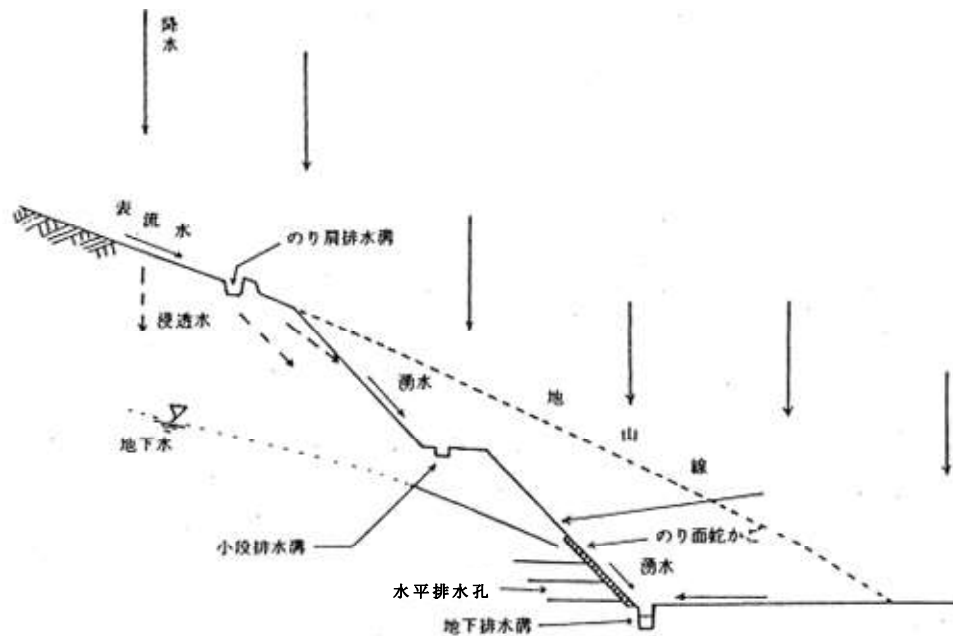 降水
表流水
のり肩排水溝
浸透水
湧水
地山線
地下水
小段排水溝
のり面蛇かご
湧水
水平排水孔
地下排水溝